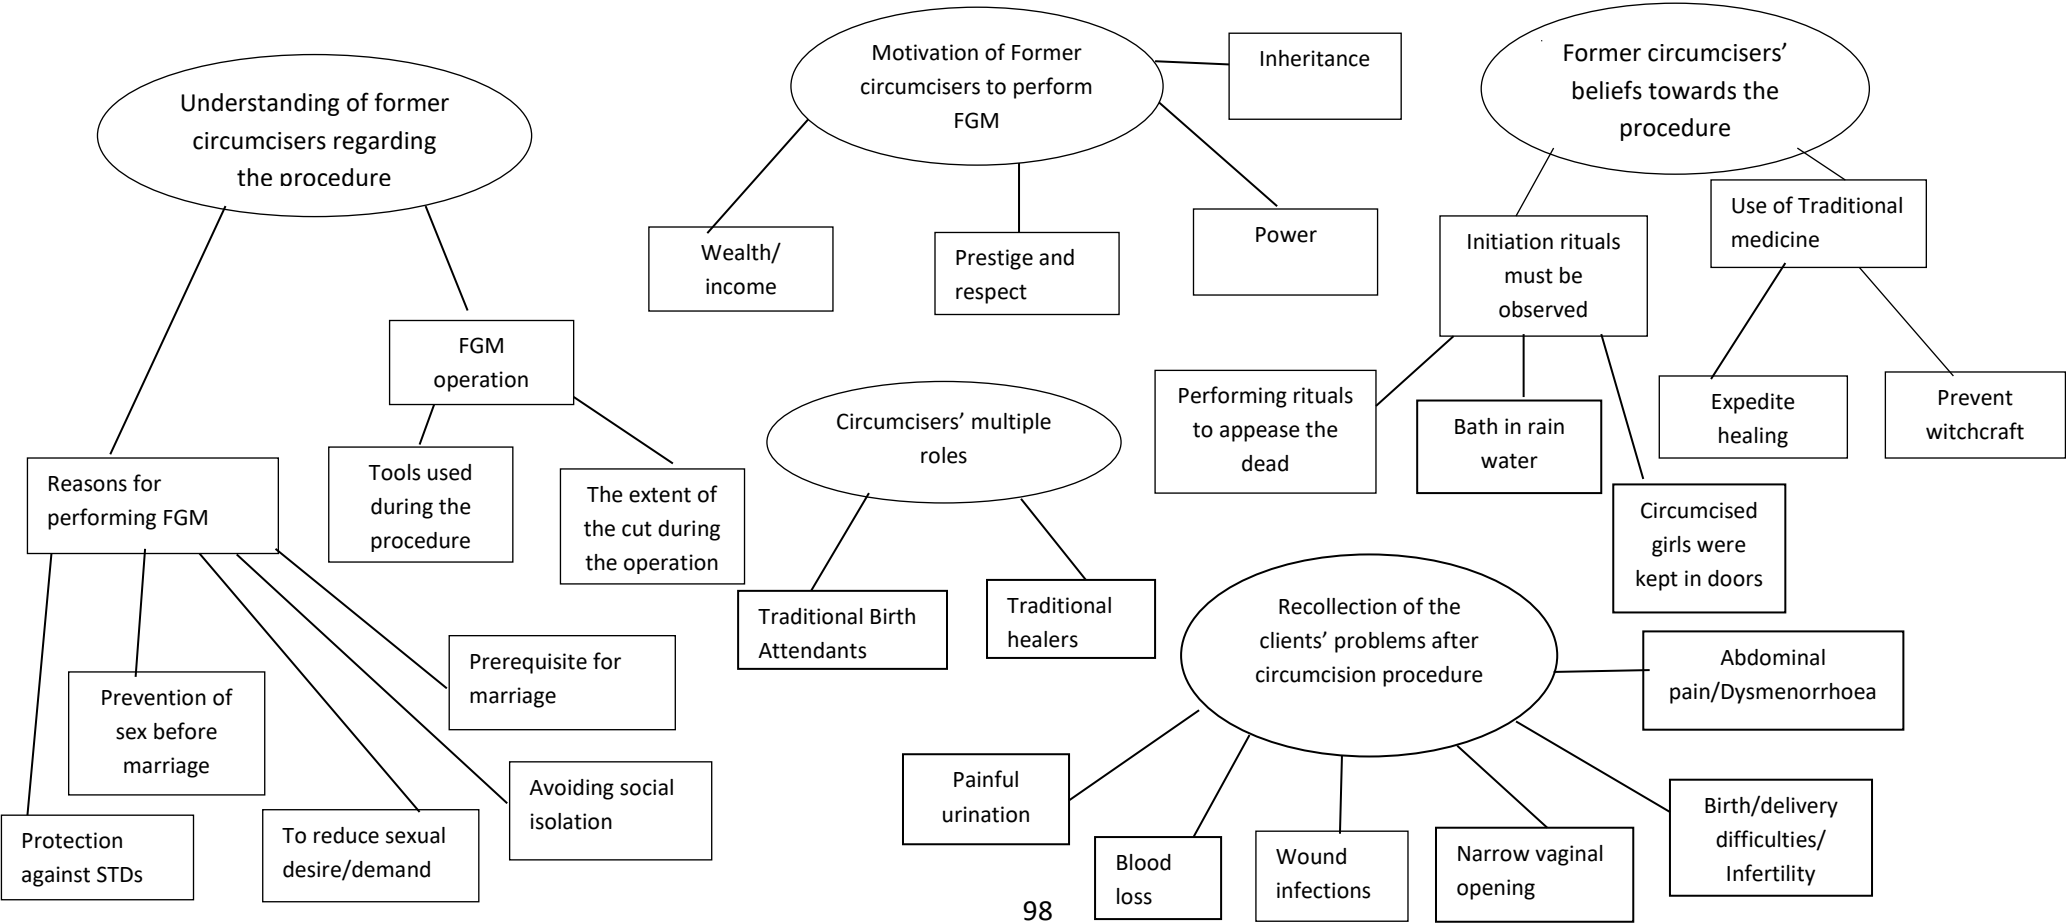 Understanding of former
circumcisers regarding
the procedure
Reasons for
performing FGM
Protection
against STDs
Prevention of
sex before
marriage
To reduce sexual
desire/demand
Avoiding social
isolation
Prerequisite for
marriage
FGM
operation
Tools used
during the
procedure
The extent of
the cut during
the operation
Motivation of Former
circumcisers to perform
FGM
Wealth/
income
Prestige and
respect
Power
Inheritance
Circumcisers’ multiple
roles
Traditional Birth
Attendants
Traditional
healers
Former circumcisers’
beliefs towards the
procedure
Initiation rituals
must be
observed
Performing rituals
to appease the
dead
Bath in rain
water
Circumcised
girls were
kept in doors
Use of Traditional
medicine
Expedite
healing
Prevent
witchcraft
Recollection of the
clients’ problems after
circumcision procedure
Painful
urination
Blood
loss
Wound
infections
Narrow vaginal
opening
Birth/delivery
difficulties/
Infertility
Abdominal
pain/Dysmenorrhoea
98